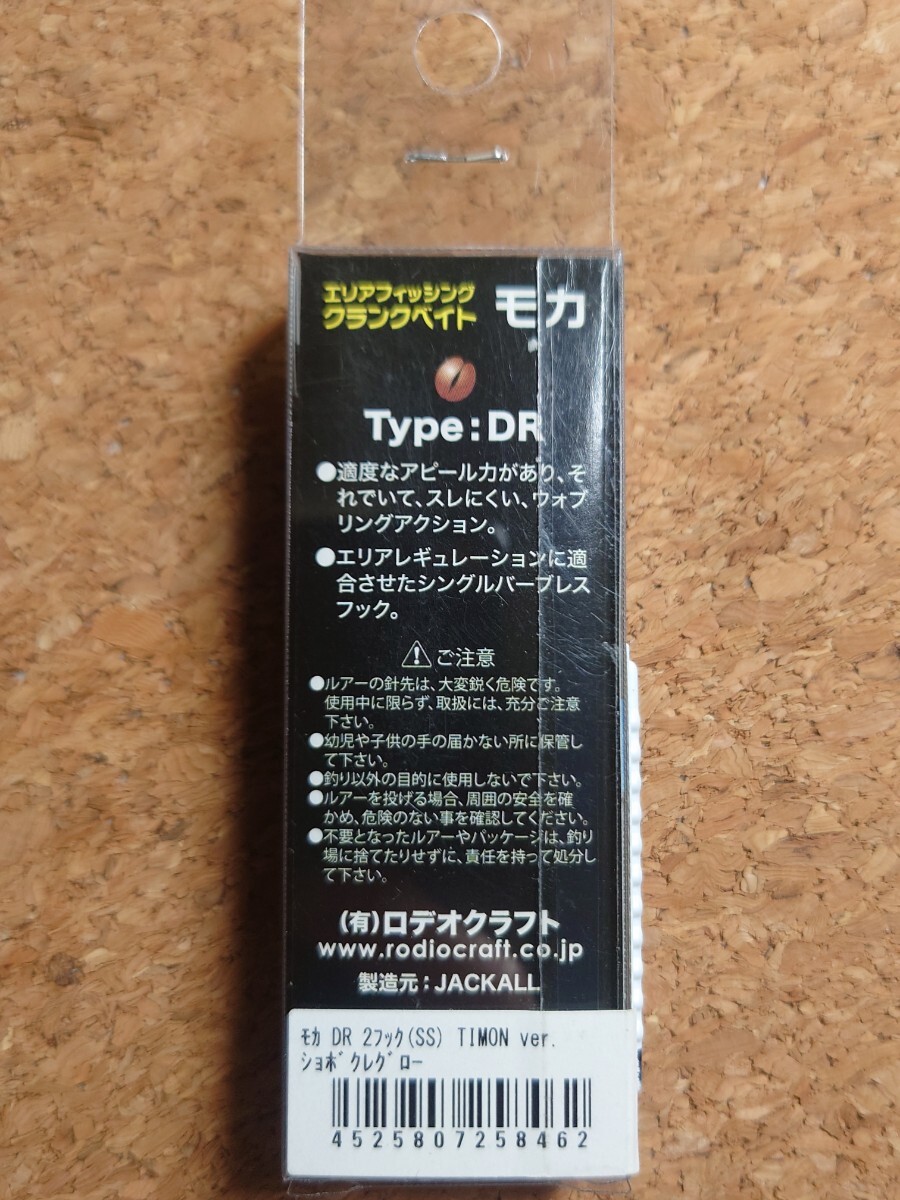 エリアフィッシング
クランクベイト モカ
Type:DR
●適度なアピール力があり、そ
れでいて、スレにくい、ウォブ
リングアクション。
●エリアレギュレーションに適
合させたシングルバーブレス
フック。
ご注意
●ルアーの針先は、大変鋭く危険です。
使用中に限らず、取扱には、充分ご注意
下さい。
●幼児や子供の手の届かない所に保管し
て下さい。
●釣り以外の目的に使用しないで下さい。
●ルアーを投げる場合、周囲の安全を確
かめ、危険のない事を確認してください。
●不要となったルアーやパッケージは、釣り
場に捨てたりせずに、責任を持って処分し
て下さい。
(有)ロデオクラフト
www.rodiocraft.co.jp
製造元:JACKALL
ﾓｶ DR 2ﾌｯｸ(SS) TIMON ver.
ｼｮﾎﾞｸﾚｸﾞﾛｰ
4525807258462